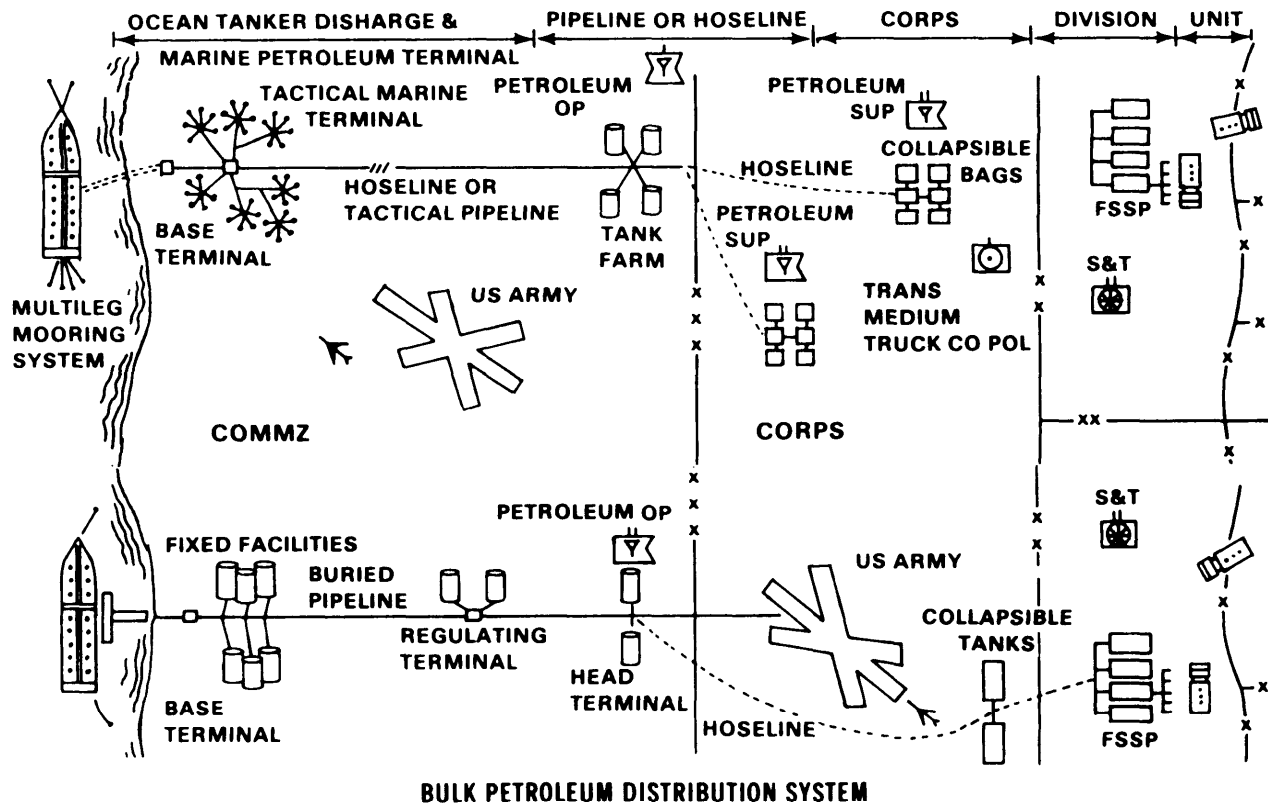 OCEAN TANKER DISHARGE &
MARINE PETROLEUM TERMINAL
PIPELINE OR HOSELINE
CORPS
DIVISION
UNIT
PETROLEUM
OP
TACTICAL MARINE
TERMINAL
PETROLEUM
SUP
COLLAPSIBLE
BAGS
HOSELINE
HOSELINE OR
TACTICAL PIPELINE
BASE
TERMINAL
TANK
FARM
PETROLEUM
SUP
FSSP
MULTILEG
MOORING
SYSTEM
US ARMY
TRANS
MEDIUM
TRUCK CO POL
S&T
X
X
X
X
X
X
X
X
X
X
X
COMMZ
CORPS
XX
X
X
X
X
X
X
X
X
X
X
PETROLEUM OP
S&T
FIXED FACILITIES
BURIED
PIPELINE
US ARMY
REGULATING
TERMINAL
COLLAPSIBLE
TANKS
HEAD
TERMINAL
BASE
TERMINAL
HOSELINE
FSSP
BULK PETROLEUM DISTRIBUTION SYSTEM